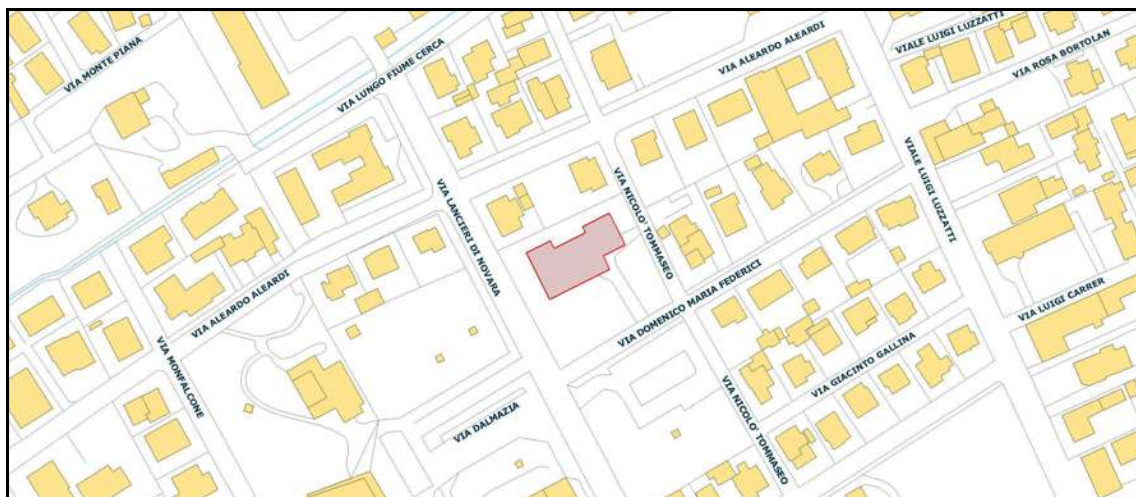 VIA MONTE PIANA
VIA LUNGO FIUME CERCA
VIA ALEARDO ALEARDI
VIALE LUIGI LUZZATTI
VIA ROSA BORTOLAN
VIA LANCIERI DI NOVARA
VIA NICOLO' TOMMASEO
VIALE LUIGI LUZZATTI
VIA ALEARDO ALEARDI
VIA DOMENICO MARIA FEDERICI
VIA LUIGI CARRER
VIA MONFALCONE
VIA GIACINTO GALLINA
VIA DALMAZIA
VIA NICOLO' TOMMASEO